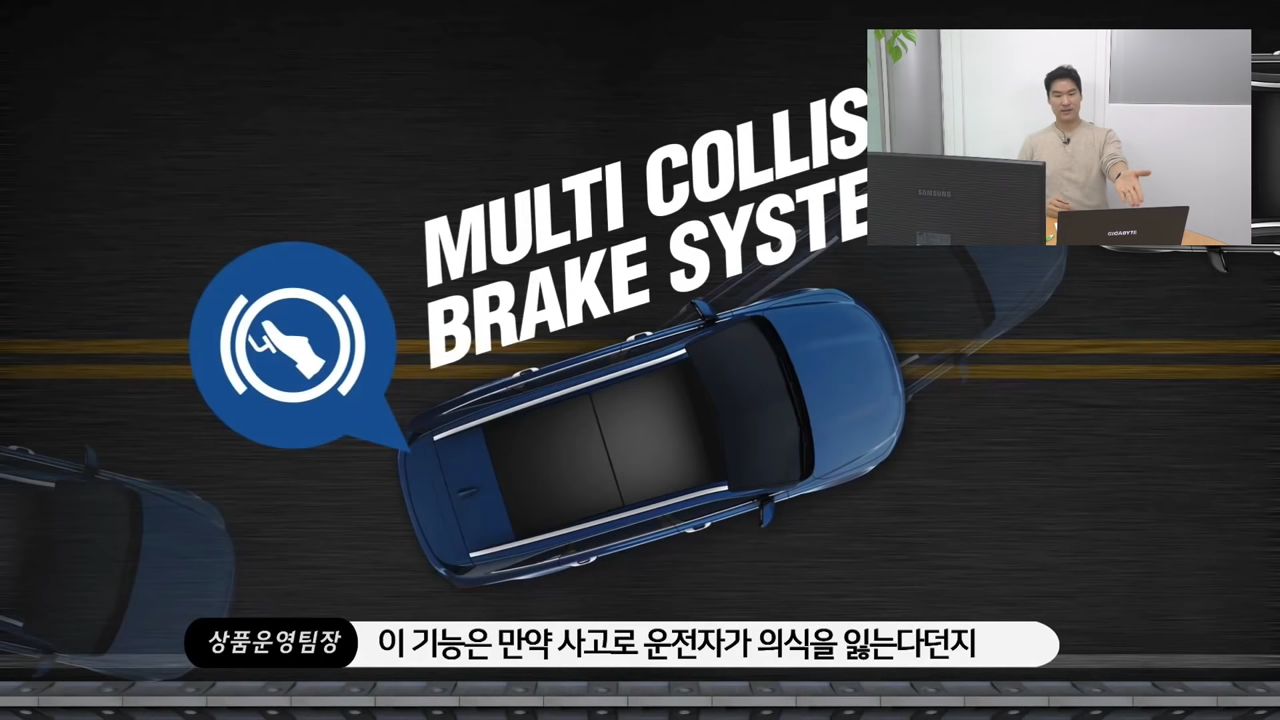 MULTI COLLIS
BRAKE SYSTE
SAMSUNG
GIGABYTE
상품운영팀장
이 기능은 만약 사고로 운전자가 의식을 잃는다던지